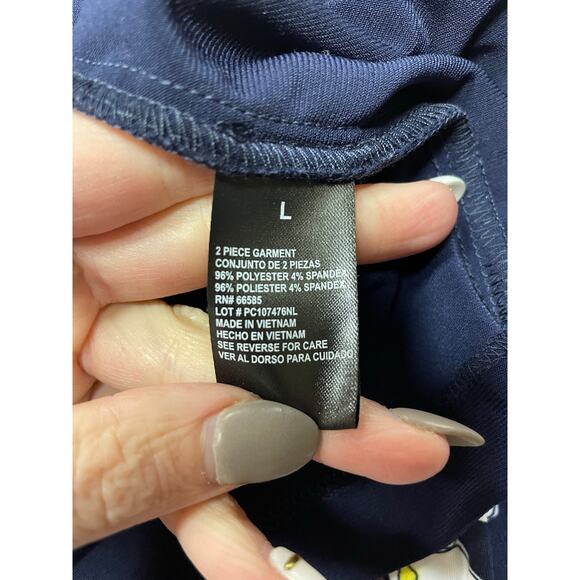 L
2 PIECE GARMENT
CONJUNTO DE 2 PIEZAS
96% POLYESTER 4% SPANDEX
96% POLIESTER 4% SPANDEX
RN# 66585
LOT # PC107476NL
MADE IN VIETNAM
HECHO EN VIETNAM
SEE REVERSE FOR CARE
VER AL DORSO PARA CUIDADO